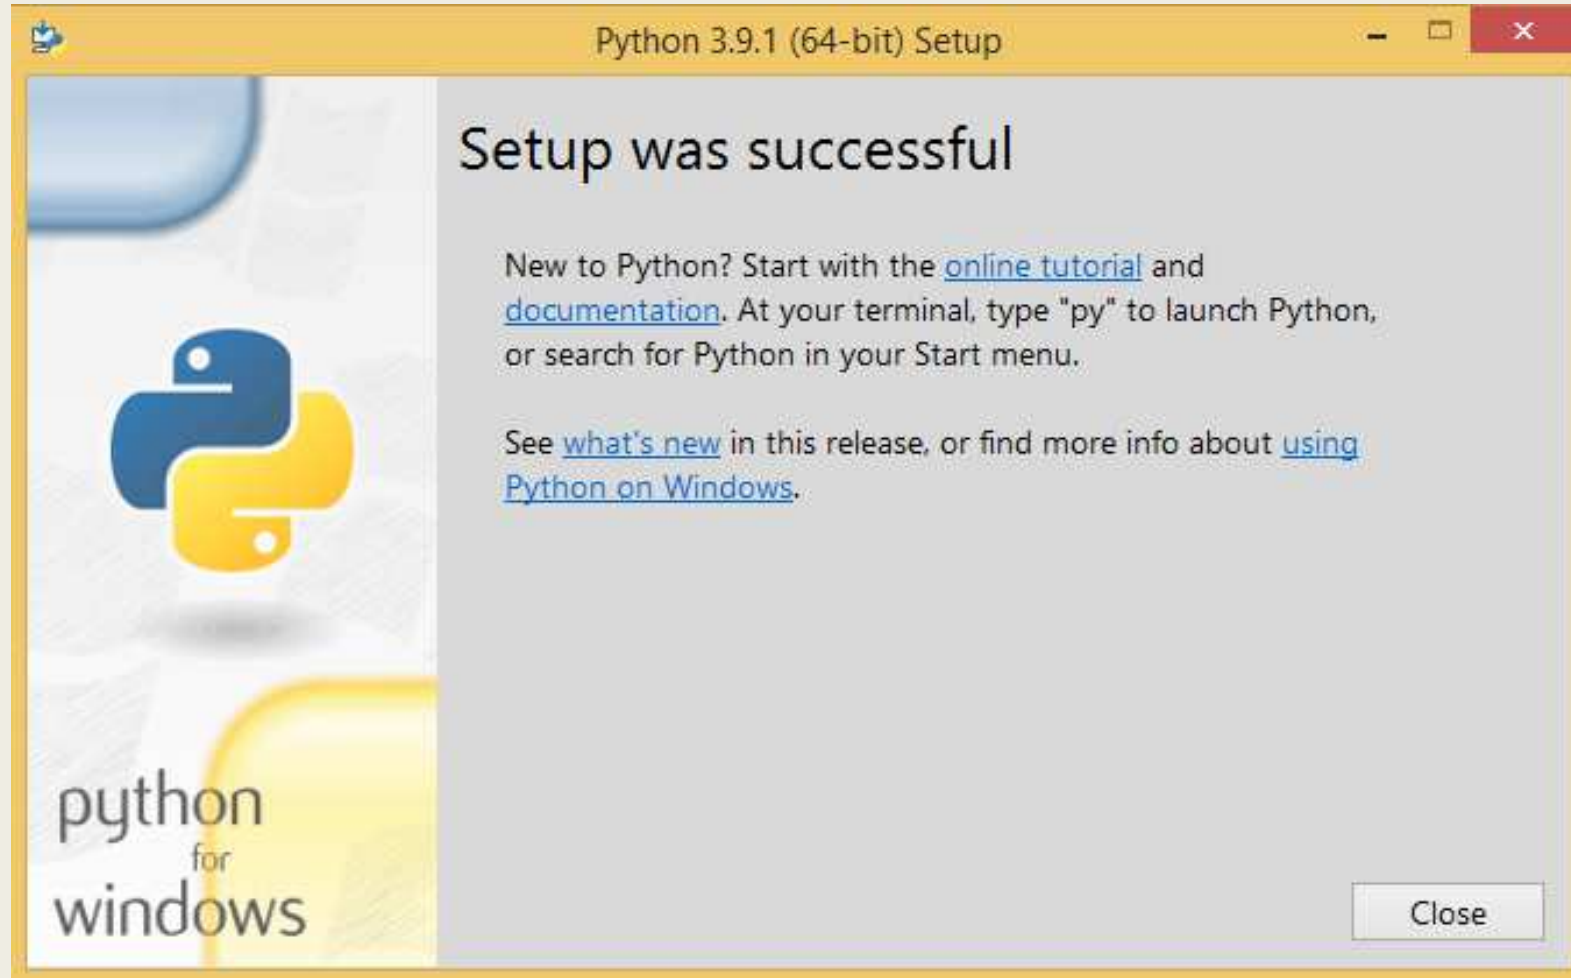 Python 3.9.1 (64-bit) Setup
Setup was successful
New to Python? Start with the online tutorial and
documentation. At your terminal, type "py" to launch Python,
or search for Python in your Start menu.
See what's new in this release, or find more info about using
Python on Windows.
python
for
windows
Close